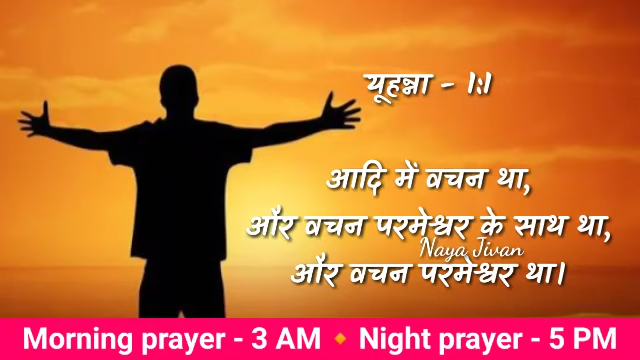 यूहन्ना - 1:1
आदि में वचन था,
और वचन परमेश्वर के साथ था,
Naya Jivan
और वचन परमेश्वर था।
Morning prayer - 3 AM 🔸 Night prayer - 5 PM